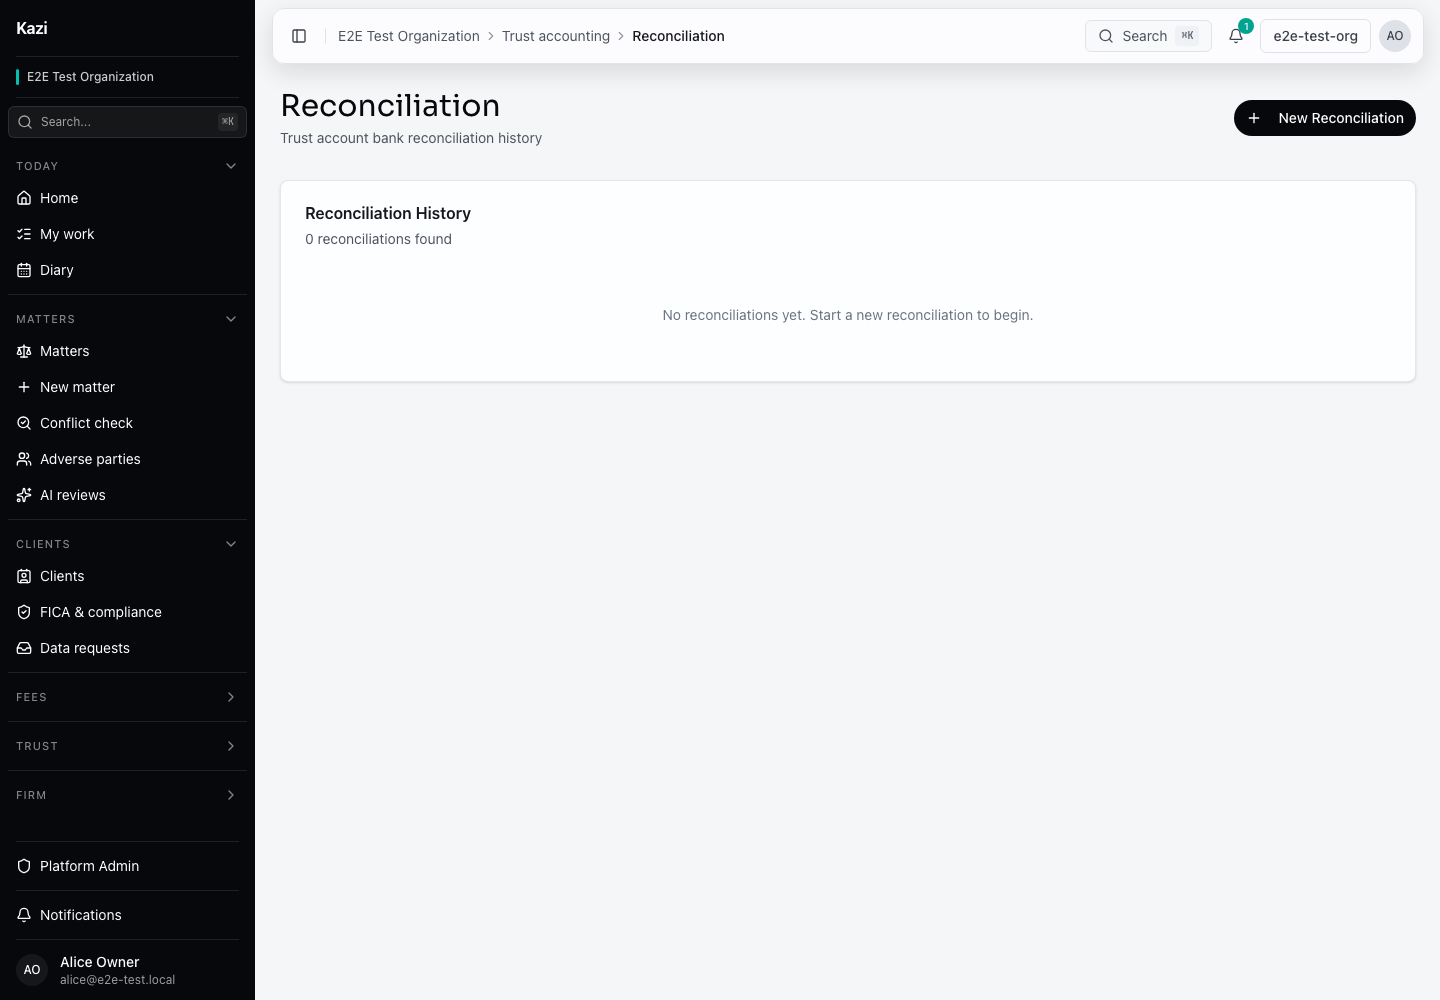 Kazi
E2E Test Organization
Search... ⌘K
TODAY
Home
My work
Diary
MATTERS
Matters
New matter
Conflict check
Adverse parties
AI reviews
CLIENTS
Clients
FICA & compliance
Data requests
FEES
TRUST
FIRM
Platform Admin
Notifications
AO Alice Owner
alice@e2e-test.local
E2E Test Organization > Trust accounting > Reconciliation
Search ⌘K
1
e2e-test-org
AO
Reconciliation
Trust account bank reconciliation history
New Reconciliation
Reconciliation History
0 reconciliations found
No reconciliations yet. Start a new reconciliation to begin.